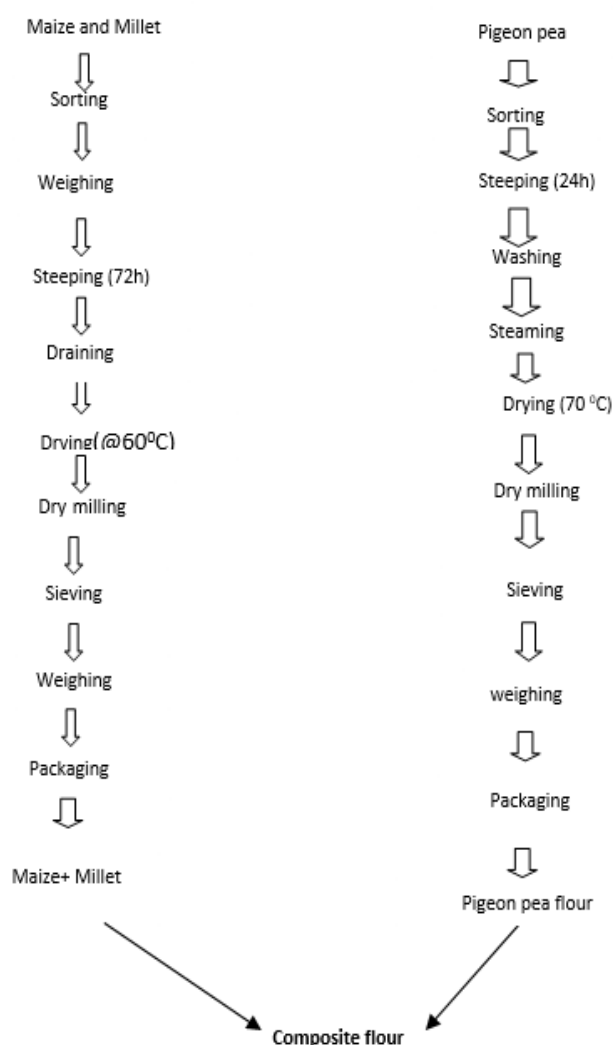 Maize and Millet
Sorting
Weighing
Steeping (72h)
Draining
Drying(@60⁰C)
Dry milling
Sieving
Weighing
Packaging
Maize+ Millet
Pigeon pea
Sorting
Steeping (24h)
Washing
Steaming
Drying (70 ⁰C)
Dry milling
Sieving
weighing
Packaging
Pigeon pea flour
Composite flour